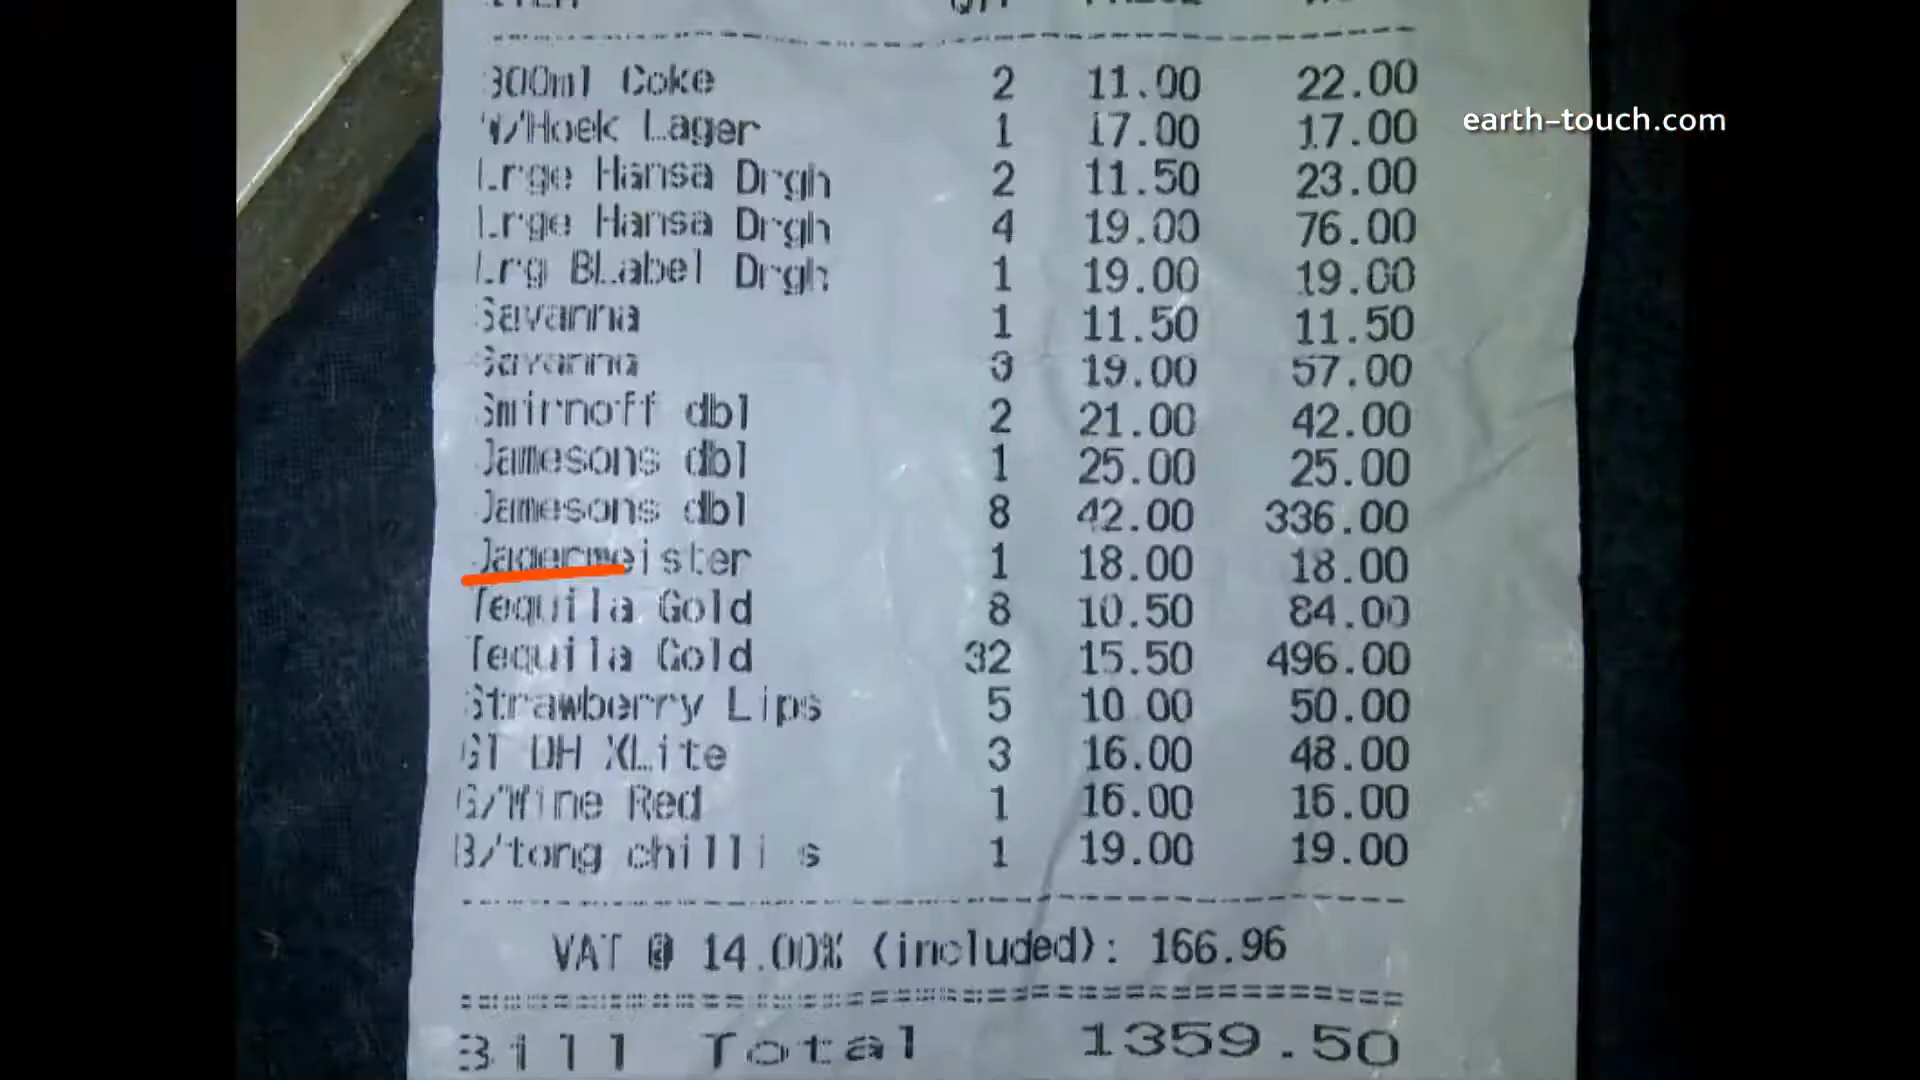 300ml Coke 2 11.00 22.00
W/Hoek Lager 1 17.00 17.00
earth-touch.com
Lrge Hansa Drgh 2 11.50 23.00
Lrge Hansa Drgh 4 19.00 76.00
Lrg BLabel Drgh 1 19.00 19.00
Savanna 1 11.50 11.50
Savanna 3 19.00 57.00
Smirnoff dbl 2 21.00 42.00
Jamesons dbl 1 25.00 25.00
Jamesons dbl 8 42.00 336.00
Jagermeister 1 18.00 18.00
Tequila Gold 8 10.50 84.00
Tequila Gold 32 15.50 496.00
Strawberry Lips 5 10 00 50.00
GT DH XLite 3 16.00 48.00
G/Wine Red 1 16.00 16.00
B/tong chilli s 1 19.00 19.00
VAT @ 14.00% (included): 166.96
Bill Total 1359.50